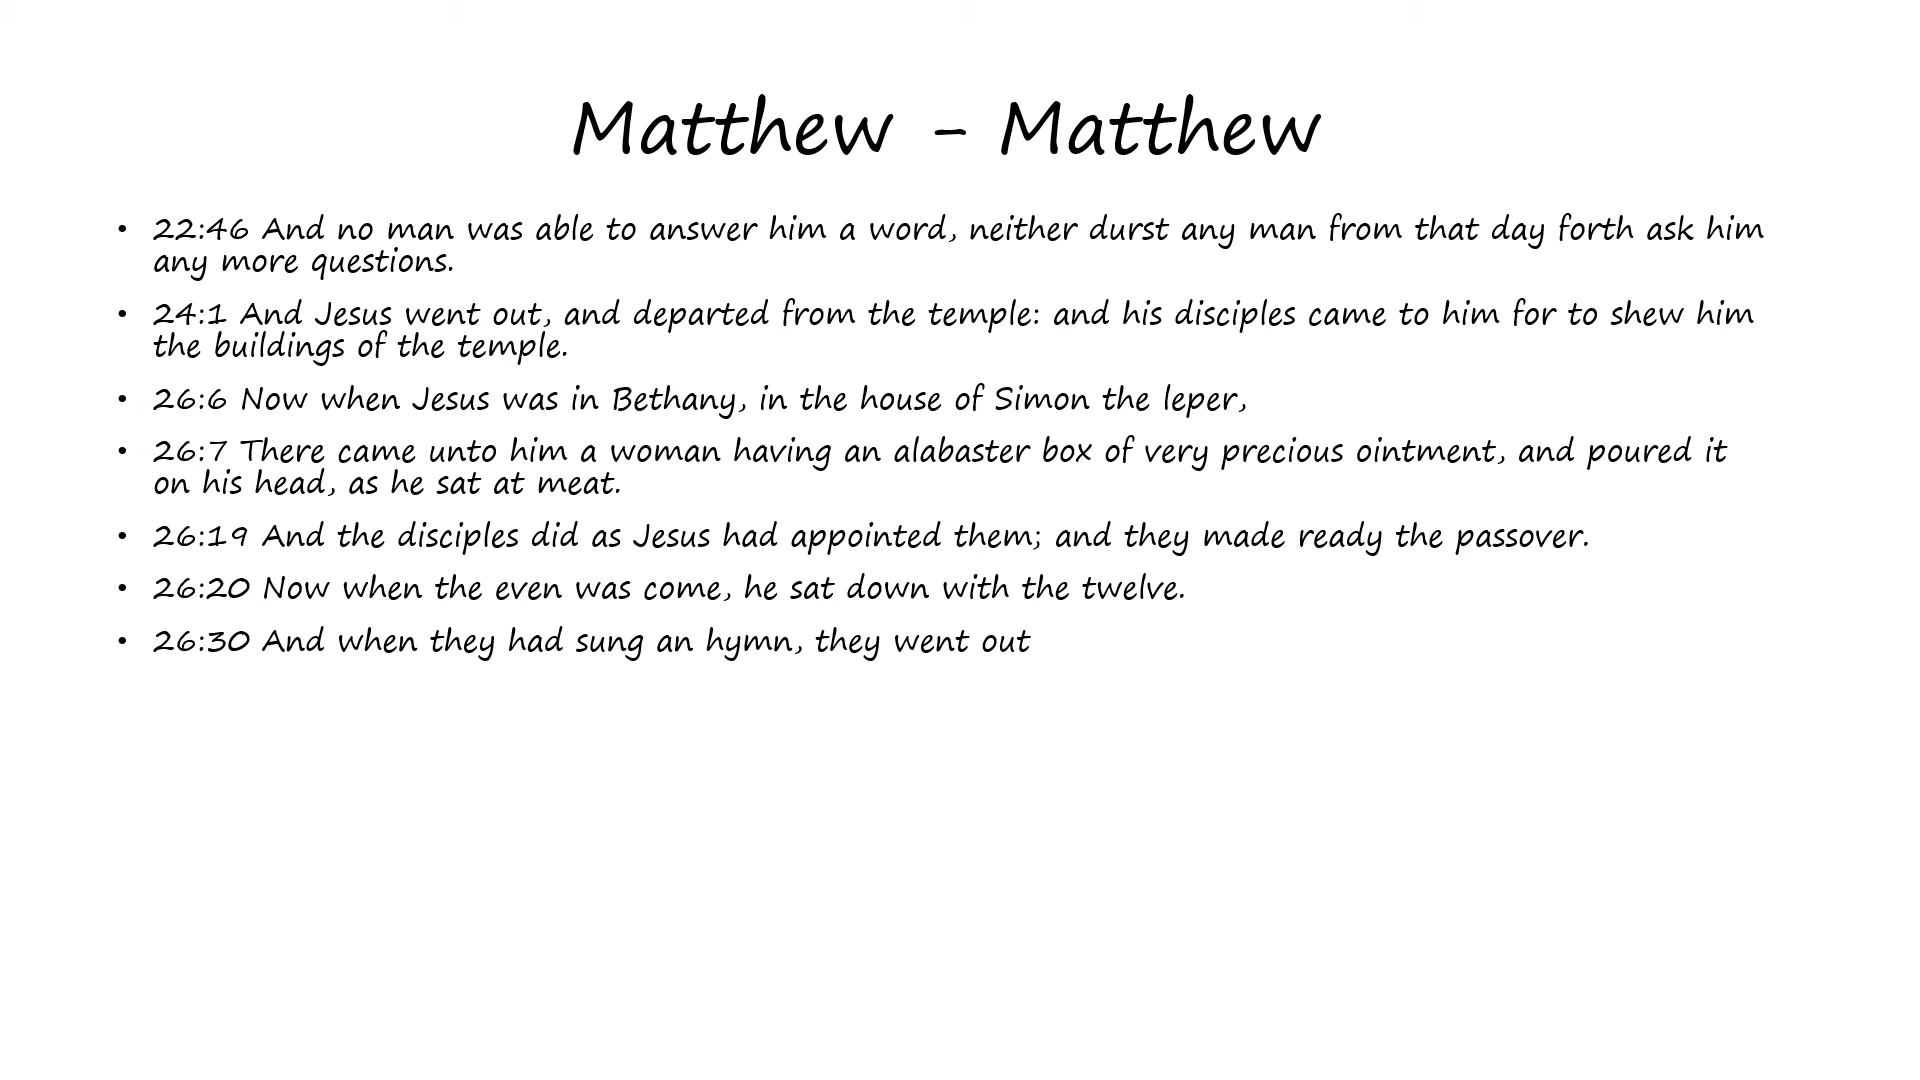 Matthew - Matthew
• 22:46 And no man was able to answer him a word, neither durst any man from that day forth ask him
any more questions.
• 24:1 And Jesus went out, and departed from the temple: and his disciples came to him for to shew him
the buildings of the temple.
• 26:6 Now when Jesus was in Bethany, in the house of Simon the leper,
• 26:7 There came unto him a woman having an alabaster box of very precious ointment, and poured it
on his head, as he sat at meat.
• 26:19 And the disciples did as Jesus had appointed them; and they made ready the passover.
• 26:20 Now when the even was come, he sat down with the twelve.
• 26:30 And when they had sung an hymn, they went out